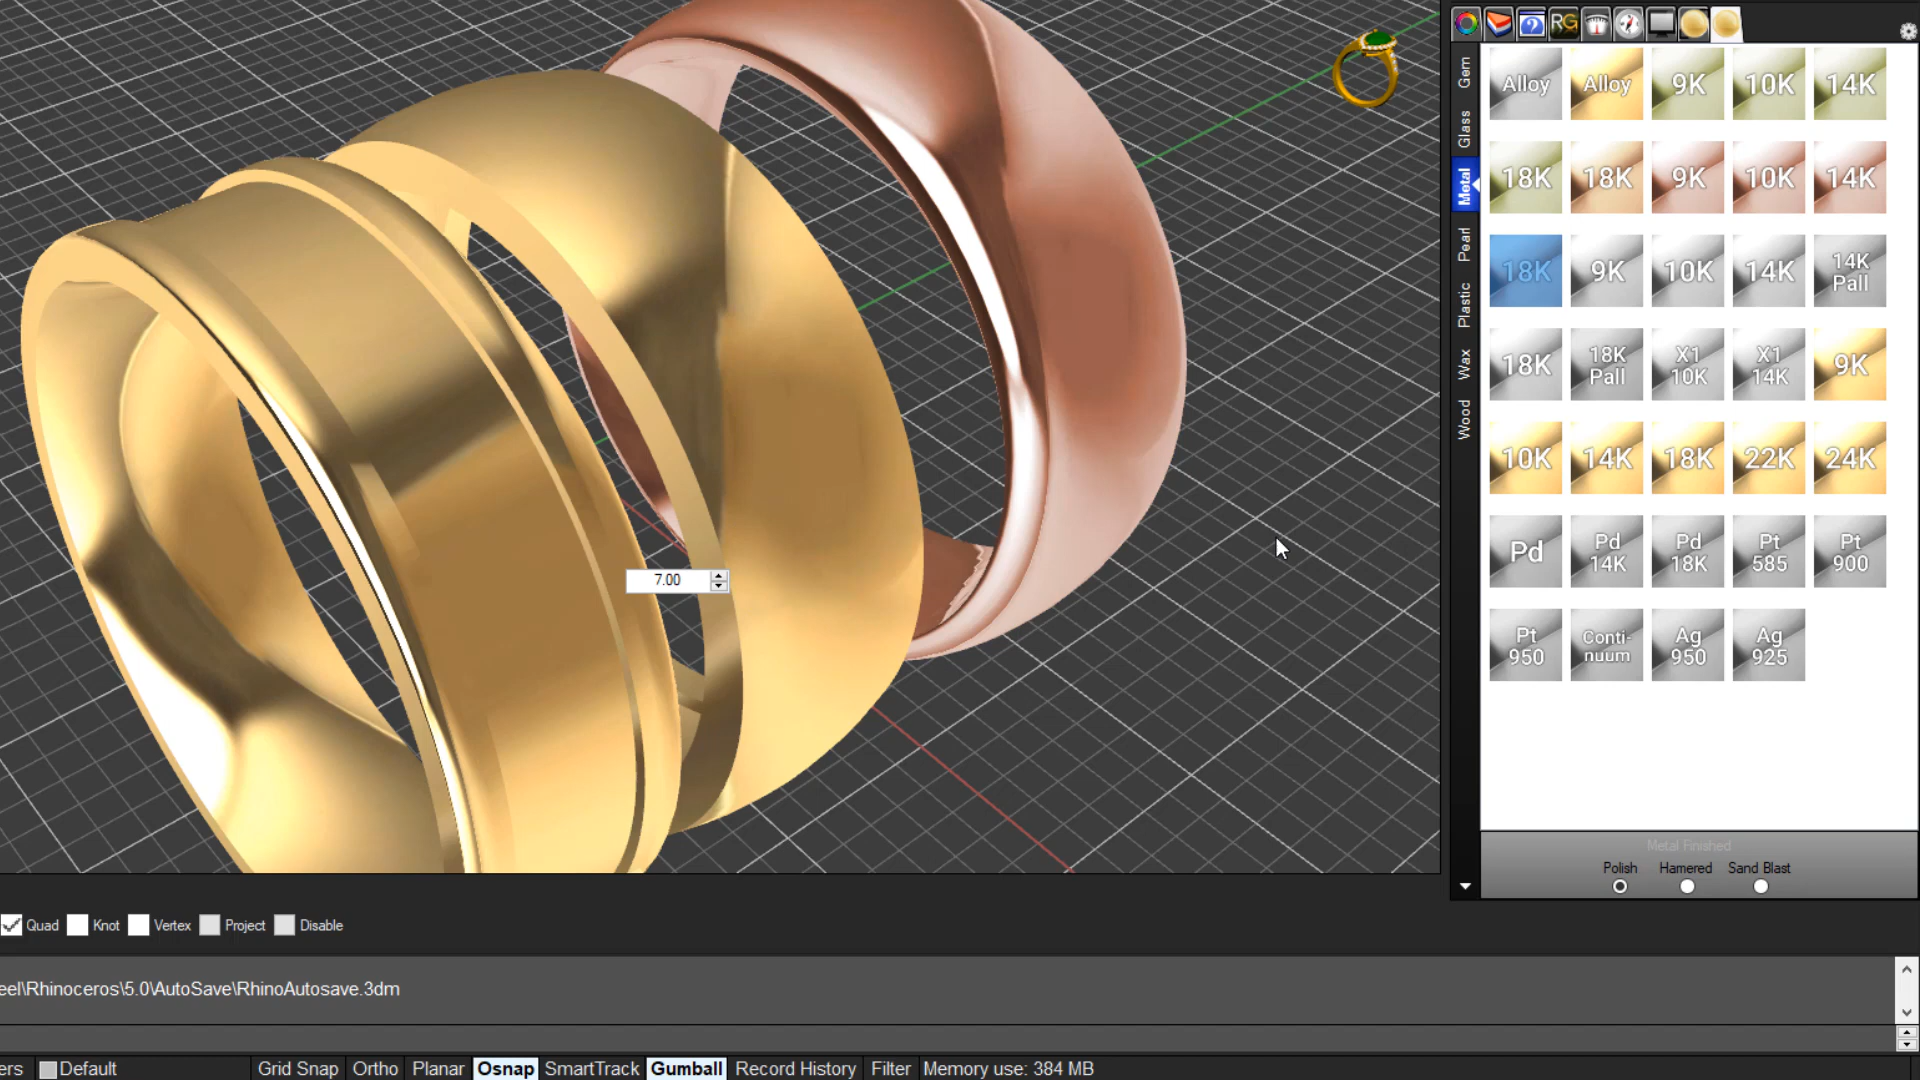 RG
Gem
Glass
Metal
Pearl
Plastic
Wax
Wood
Alloy Alloy 9K 10K 14K
18K 18K 9K 10K 14K
18K 9K 10K 14K 14K Pall
18K 18K Pall X1 10K X1 14K 9K
10K 14K 18K 22K 24K
Pd Pd 14K Pd 18K Pt 585 Pt 900
Pt 950 Conti-nuum Ag 950 Ag 925
7.00
Metal Finished
Polish Hamered Sand Blast
Quad Knot Vertex Project Disable
eel\Rhinoceros\5.0\AutoSave\RhinoAutosave.3dm
ers Default Grid Snap Ortho Planar Osnap SmartTrack Gumball Record History Filter Memory use: 384 MB